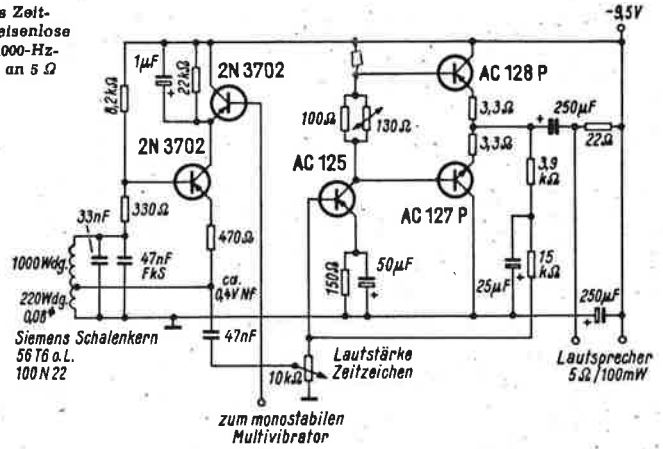 s Zeit-
eisenlose
000-Hz-
an 5 Ω
-9,5V
1μF
22kΩ
2N 3702
8,2kΩ
2N 3702
33nF
330Ω
47nF
FkS
470Ω
1000Wdg.
220Wdg.
0,08⌀
ca.
0,4V Nf
47nF
Siemens Schalenkern
56 T6 o.L.
100 N 22
10kΩ
Lautstärke
Zeitzeichen
zum monostabilen
Multivibrator
AC 128 P
100Ω
130Ω
3,3Ω
3,3Ω
250μF
22Ω
AC 125
AC 127 P
3,9
kΩ
150Ω
50μF
25μF
15
kΩ
250μF
Lautsprecher
5Ω/100mW